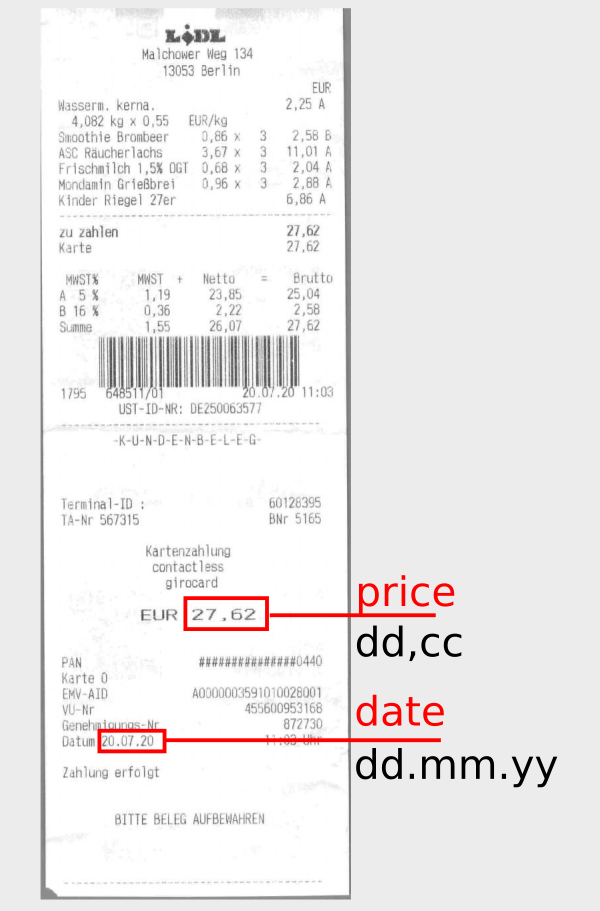 LIDL
Malchower Weg 134
13053 Berlin
EUR
Wasserm. kerna. 2,25 A
4,082 kg x 0,55 EUR/kg
Smoothie Brombeer 0,86 x 3 2,58 B
ASC Räucherlachs 3,67 x 3 11,01 A
Frischmilch 1,5% OGT 0,68 x 3 2,04 A
Mondamin Grießbrei 0,96 x 3 2,88 A
Kinder Riegel 27er 6,86 A
zu zahlen 27,62
Karte 27,62
MWST% MWST + Netto = Brutto
A 5 % 1,19 23,85 25,04
B 16 % 0,36 2,22 2,58
Summe 1,55 26,07 27,62
1795 648511/01 20.07.20 11:03
UST-ID-NR: DE250063577
-K-U-N-D-E-N-B-E-L-E-G-
Terminal-ID : 60128395
TA-Nr 567315 BNr 5165
Kartenzahlung
contactless
girocard
price
EUR 27,62
dd,cc
PAN ###############0440
Karte 0
EMV-AID A0000003591010028001
VU-Nr 455600953168
Genehmigungs-Nr 872730
date
Datum 20.07.20 11:03 Uhr
dd.mm.yy
Zahlung erfolgt
BITTE BELEG AUFBEWAHREN